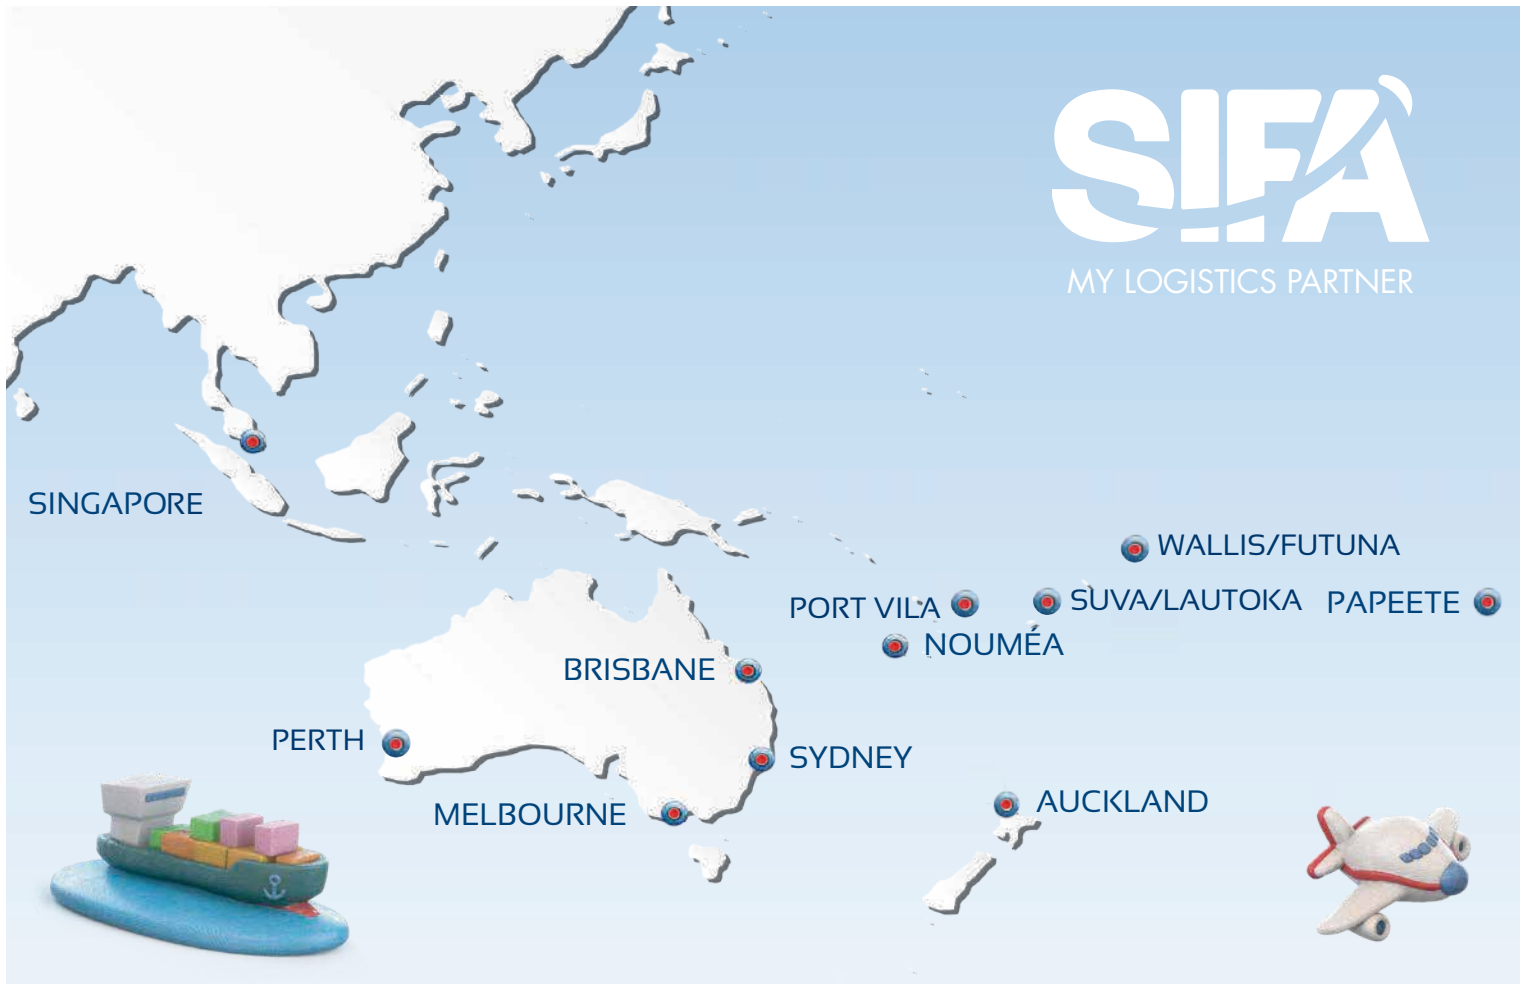 SIFA
MY LOGISTICS PARTNER
SINGAPORE
WALLIS/FUTUNA
PORT VILA
SUVA/LAUTOKA
PAPEETE
NOUMÉA
BRISBANE
PERTH
SYDNEY
MELBOURNE
AUCKLAND